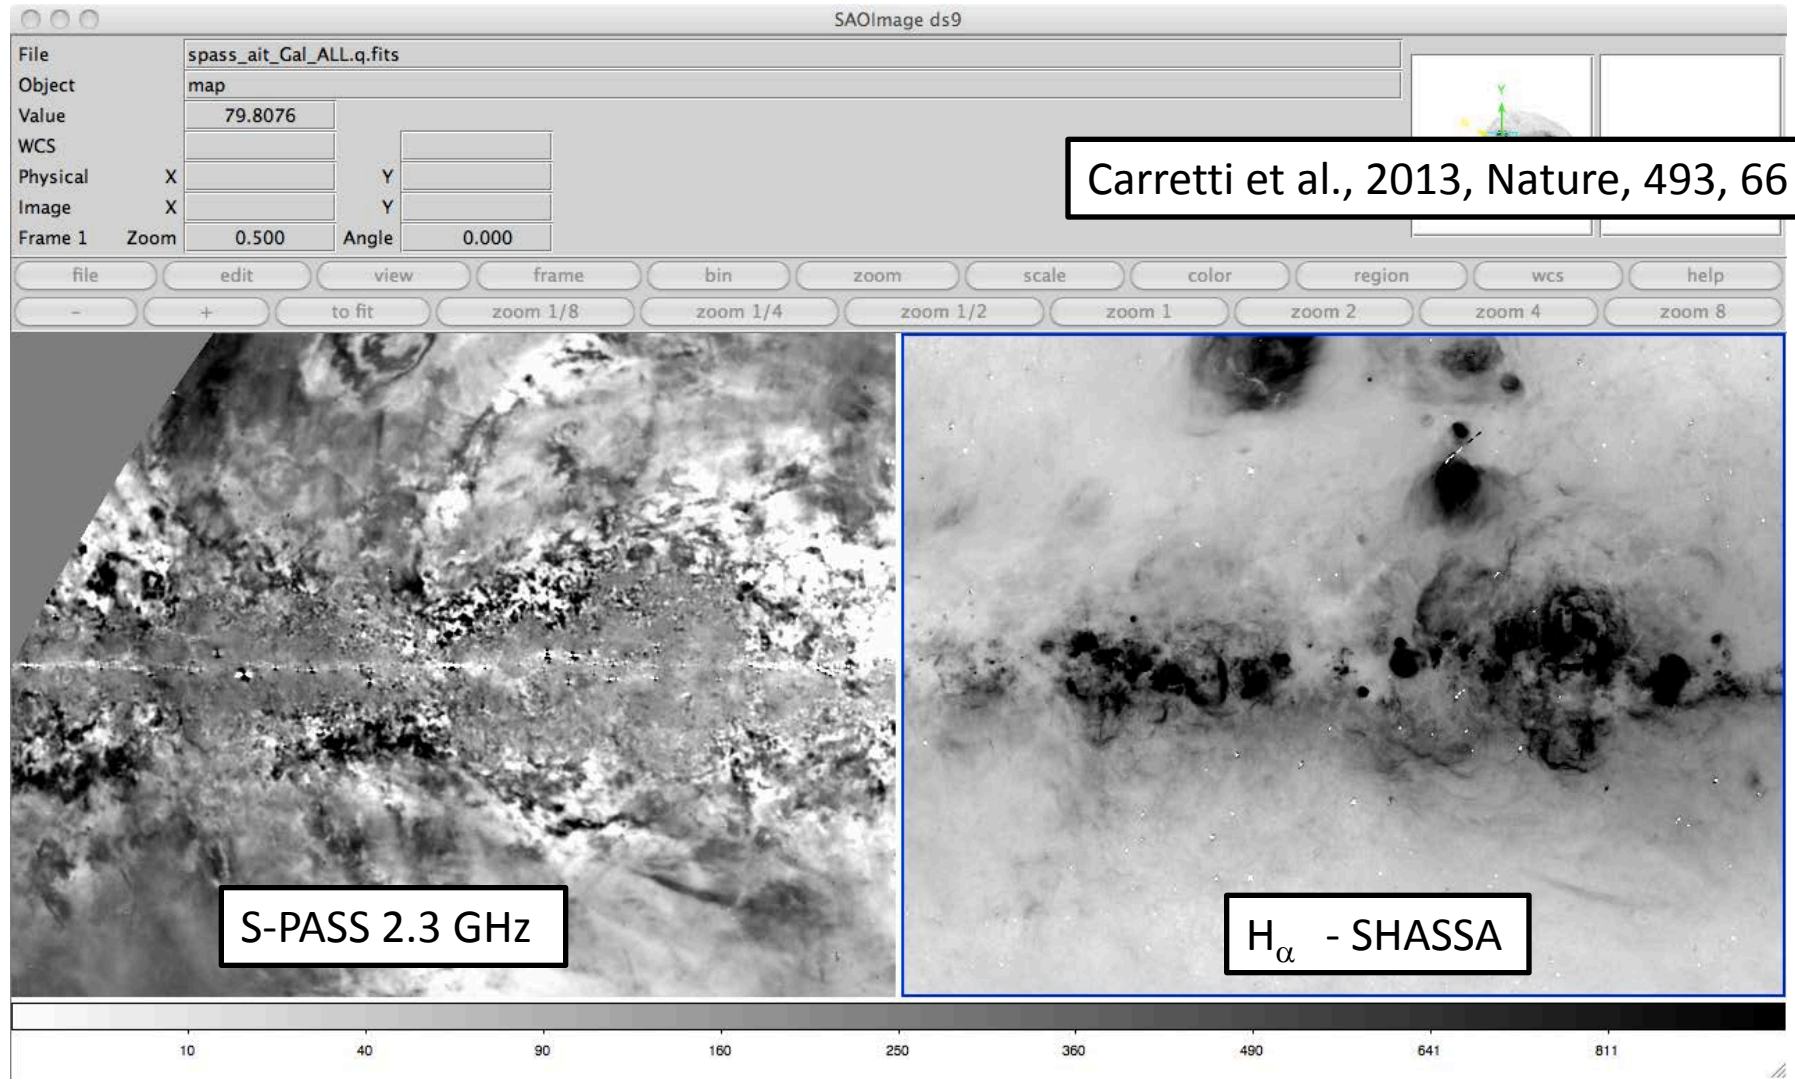 SAOImage ds9
File spass_ait_Gal_ALL.q.fits
Object map
Value 79.8076
WCS
Physical X Y
Image X Y
Frame 1 Zoom 0.500 Angle 0.000
Y
Carretti et al., 2013, Nature, 493, 66
file edit view frame bin zoom scale color region wcs help
- + to fit zoom 1/8 zoom 1/4 zoom 1/2 zoom 1 zoom 2 zoom 4 zoom 8
S-PASS 2.3 GHz
Hα - SHASSA
10 40 90 160 250 360 490 641 811